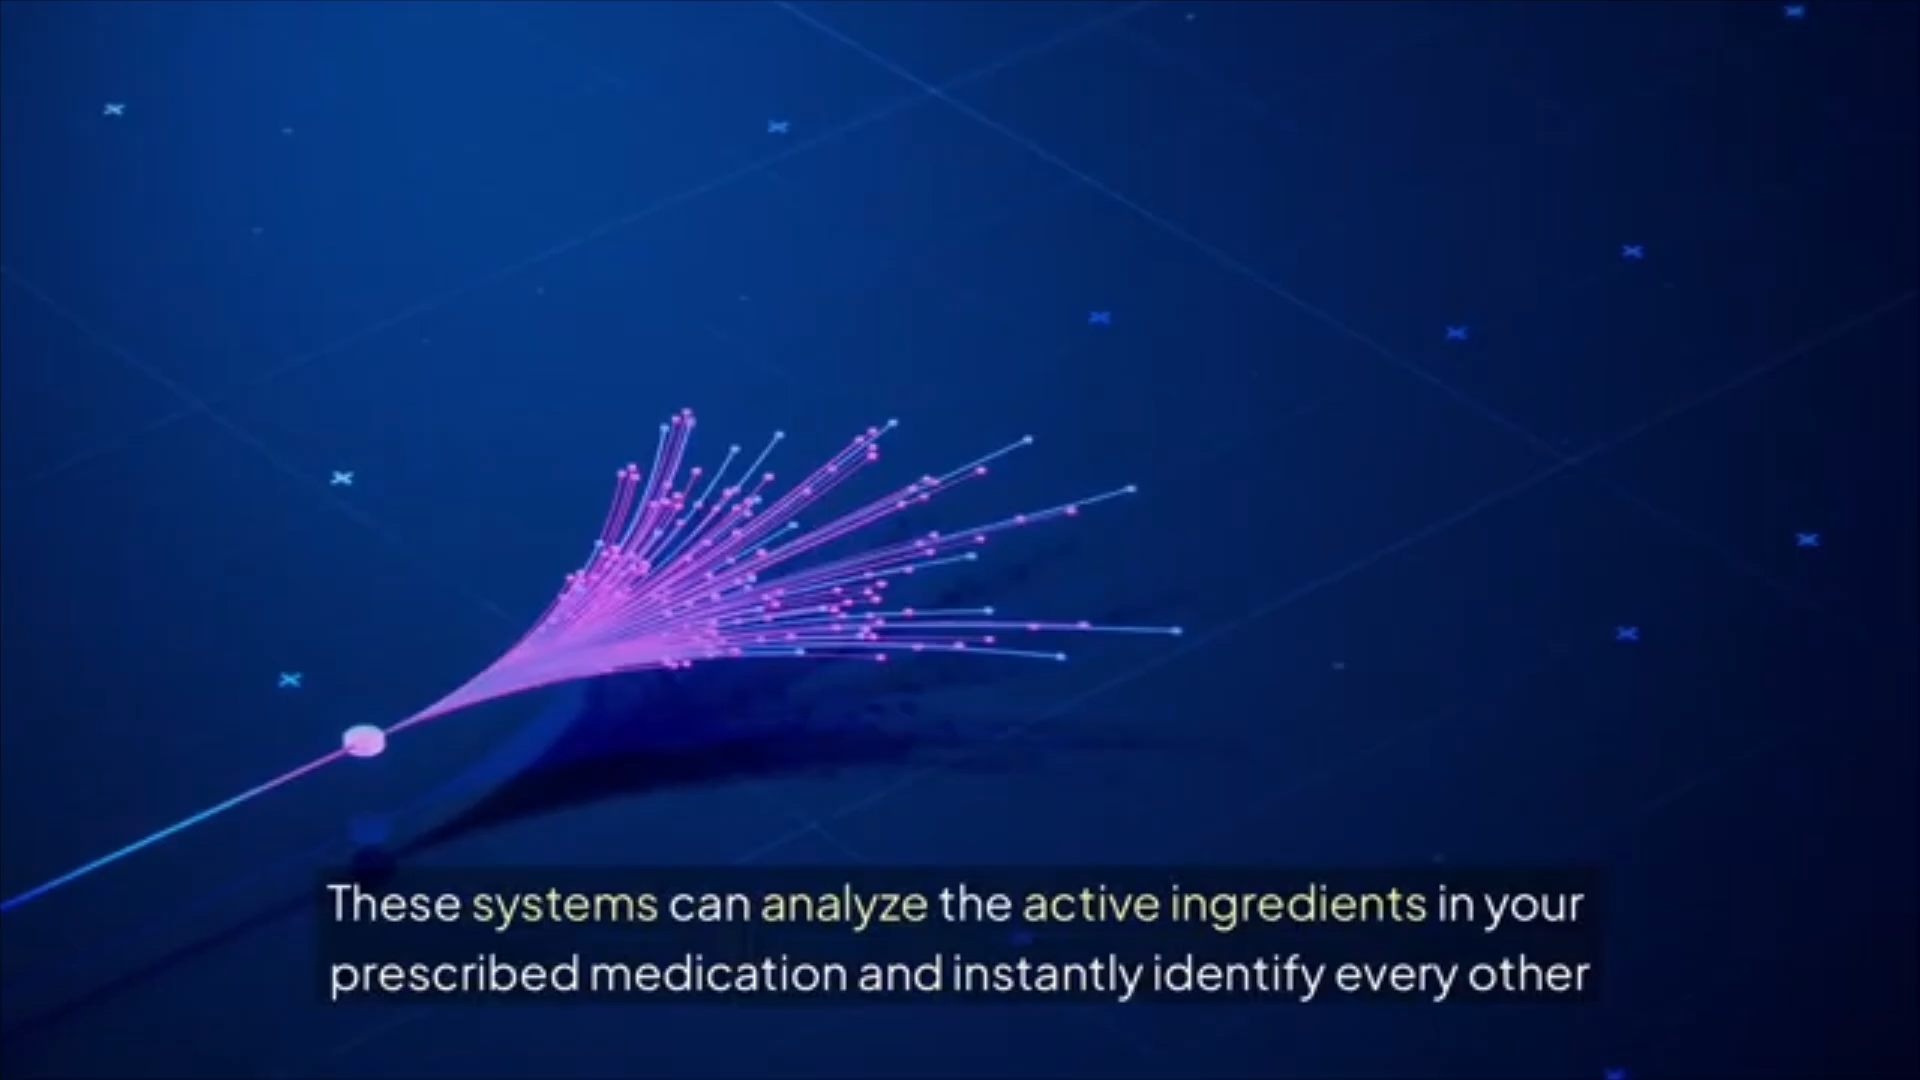 These systems can analyze the active ingredients in your
prescribed medication and instantly identify every other